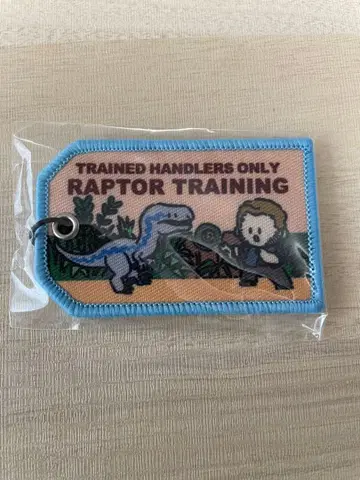 TRAINED HANDLERS ONLY
RAPTOR TRAINING